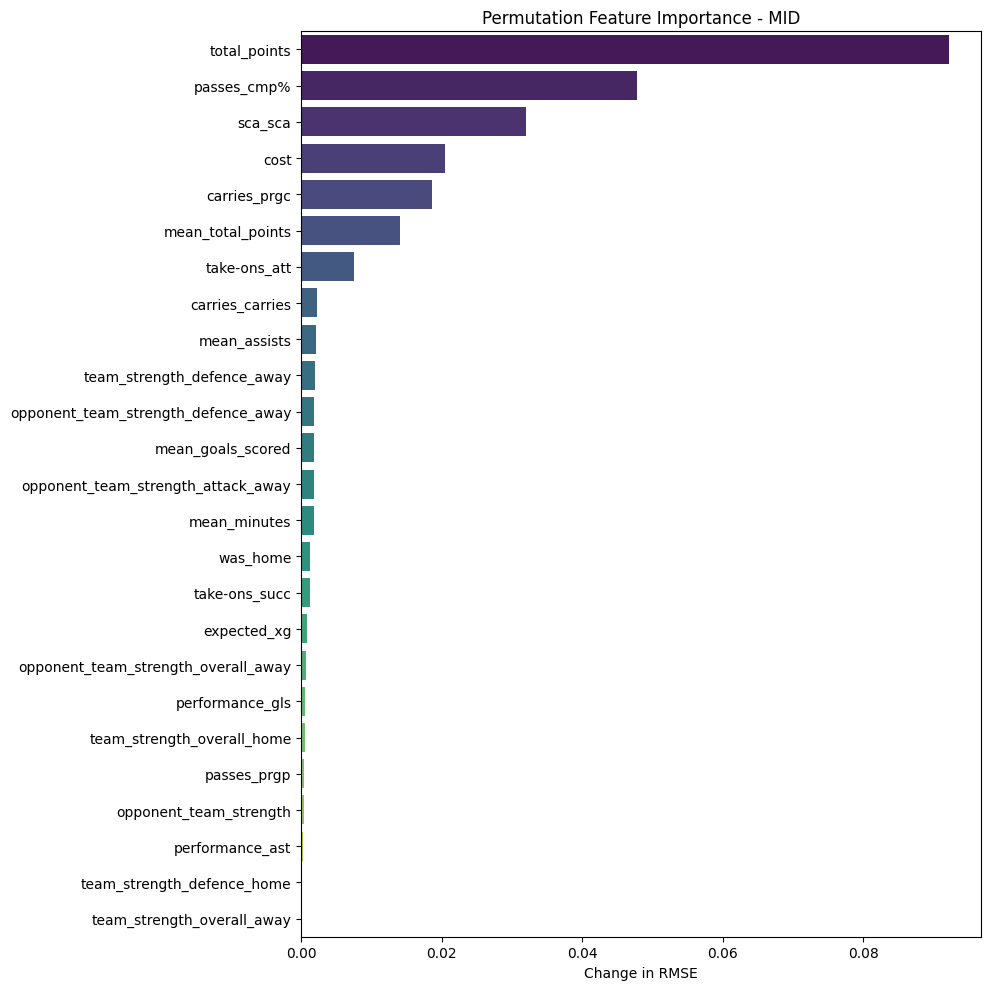 Permutation Feature Importance - MID
total_points
passes_cmp%
sca_sca
cost
carries_prgc
mean_total_points
take-ons_att
carries_carries
mean_assists
team_strength_defence_away
opponent_team_strength_defence_away
mean_goals_scored
opponent_team_strength_attack_away
mean_minutes
was_home
take-ons_succ
expected_xg
opponent_team_strength_overall_away
performance_gls
team_strength_overall_home
passes_prgp
opponent_team_strength
performance_ast
team_strength_defence_home
team_strength_overall_away
0.00 0.02 0.04 0.06 0.08
Change in RMSE